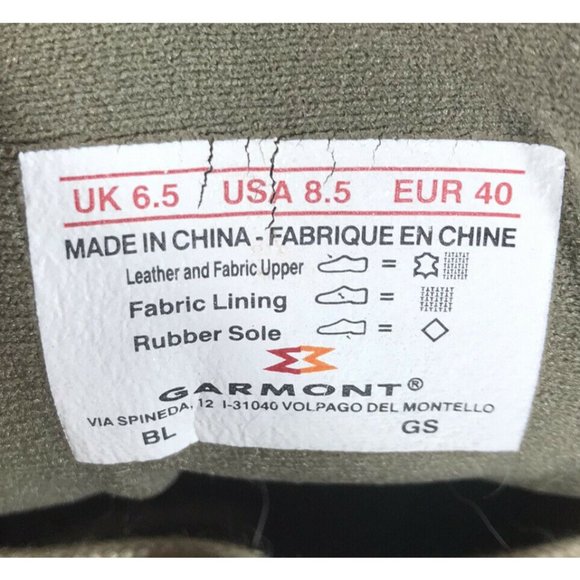 UK 6.5 USA 8.5 EUR 40
MADE IN CHINA - FABRIQUE EN CHINE
Leather and Fabric Upper =
Fabric Lining =
Rubber Sole =
GARMONT®
VIA SPINEDA, 12 I-31040 VOLPAGO DEL MONTELLO
BL GS